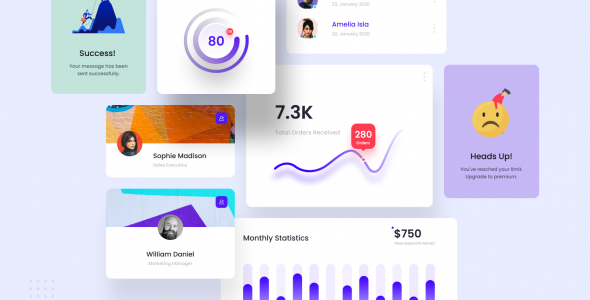 23, January 2020
Amelia Isla
20, January 2020
Success!
Your message has been
sent successfully.
80
7.3K
Total Orders Received
280
Orders
Heads Up!
You've reached your limit.
Upgrade to premium.
Sophie Madison
Sales Executive
William Daniel
Marketing Manager
Monthly Statistics
$750
Total Sales this Month